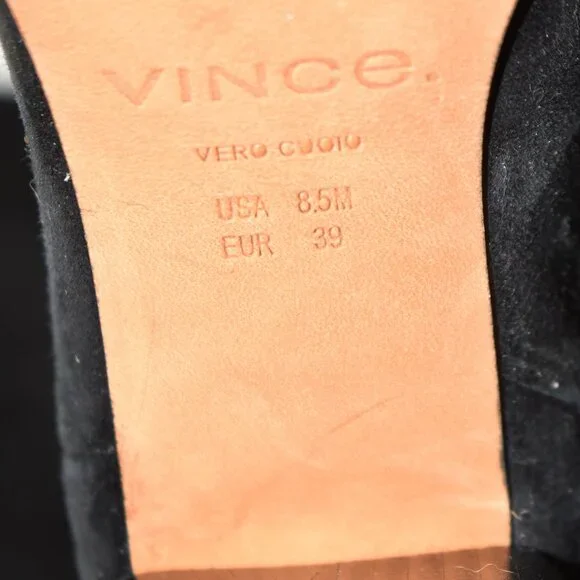 VINCe.
VERO CUOIO
USA 8.5M
EUR 39